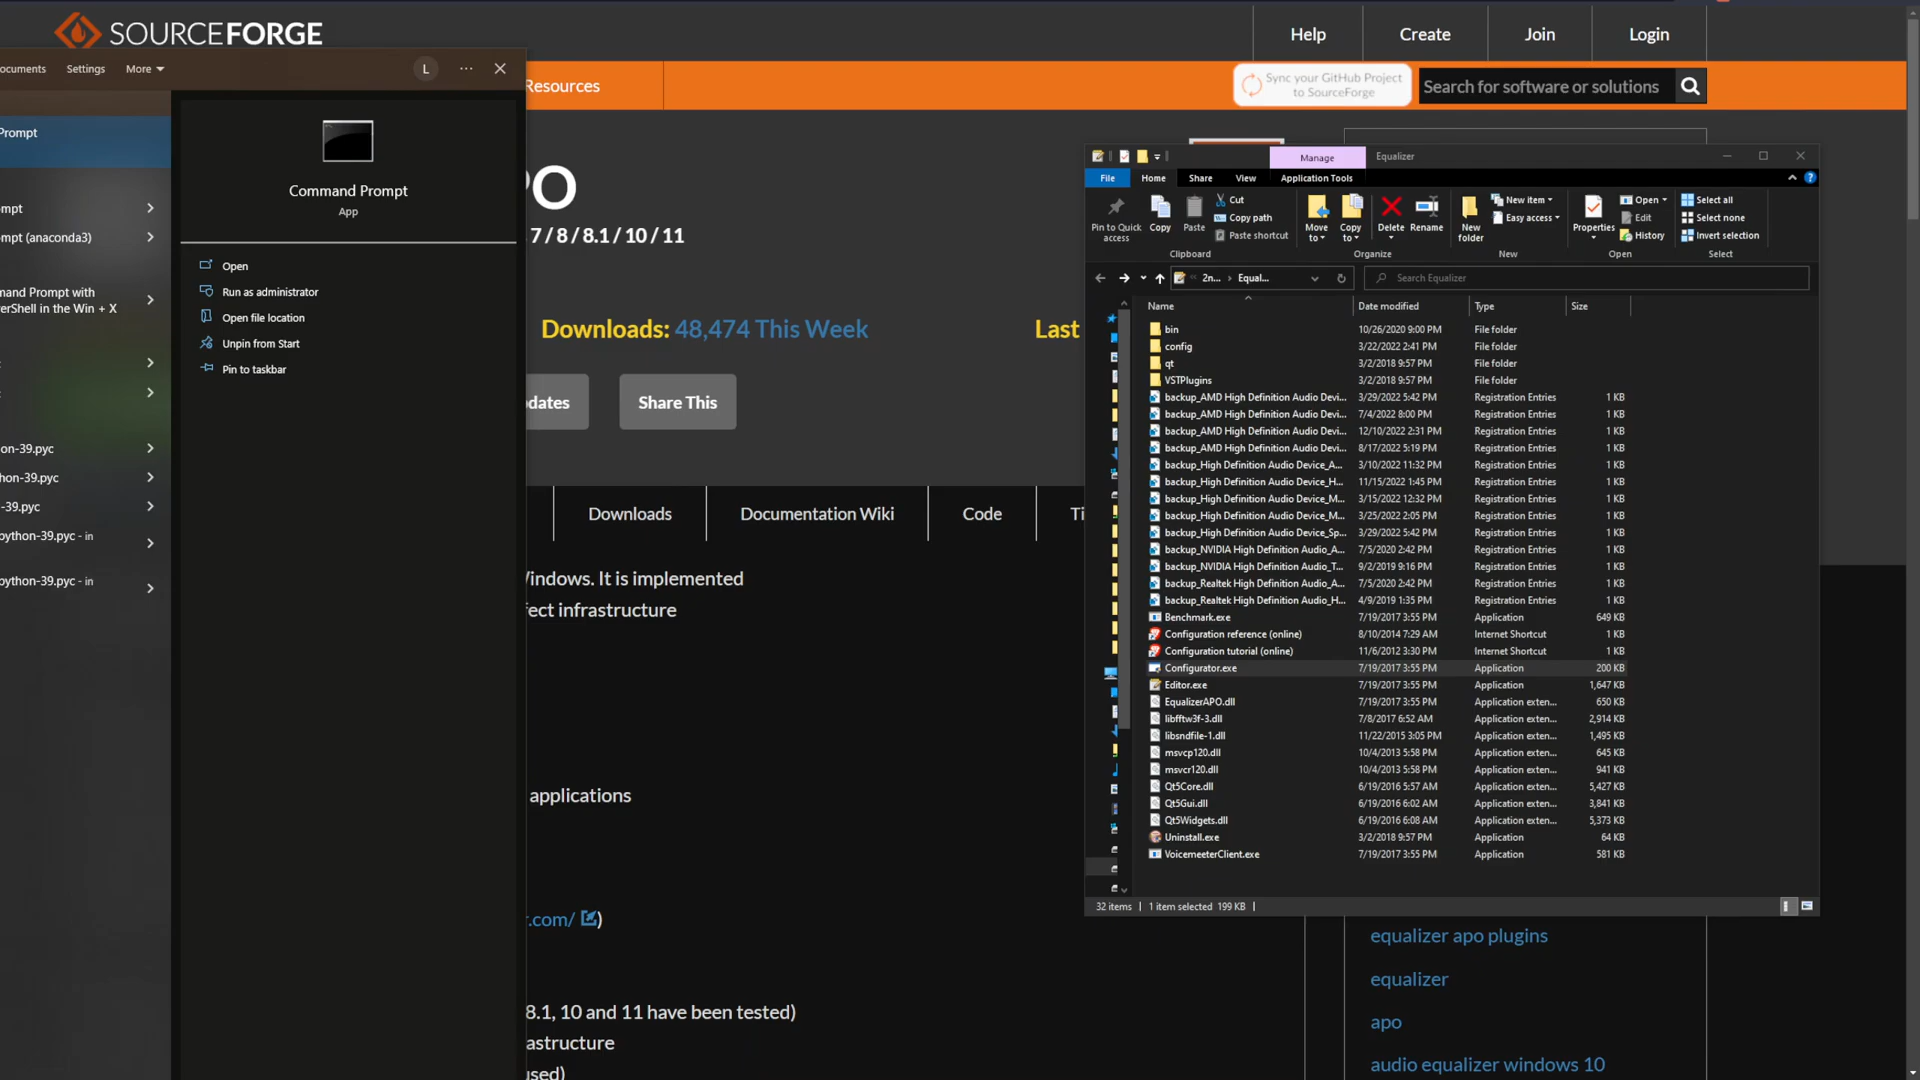 SOURCEFORGE
Help
Create
Join
Login
ocuments
Settings
More
L
Resources
Sync your GitHub Project
to SourceForge
Search for software or solutions
Prompt
mpt
mpt (anaconda3)
mand Prompt with
erShell in the Win + X
on-39.pyc
hon-39.pyc
-39.pyc
python-39.pyc - in
python-39.pyc - in
Command Prompt
App
Open
Run as administrator
Open file location
Unpin from Start
Pin to taskbar
PO
7 / 8 / 8.1 / 10 / 11
Downloads: 48,474 This Week
Last
pdates
Share This
Downloads
Documentation Wiki
Code
Ti
Windows. It is implemented
fect infrastructure
applications
r.com/ )
8.1, 10 and 11 have been tested)
astructure
used)
Manage
Equalizer
File
Home
Share
View
Application Tools
Pin to Quick
access
Copy
Paste
Cut
Copy path
Paste shortcut
Clipboard
Move
to
Copy
to
Delete
Rename
Organize
New
folder
New item
Easy access
New
Properties
Open
Edit
History
Open
Select all
Select none
Invert selection
Select
2n...
Equal...
Search Equalizer
Name Date modified Type Size
bin 10/26/2020 9:00 PM File folder
config 3/22/2022 2:41 PM File folder
qt 3/2/2018 9:57 PM File folder
VSTPlugins 3/2/2018 9:57 PM File folder
backup_AMD High Definition Audio Devi... 3/29/2022 5:42 PM Registration Entries 1 KB
backup_AMD High Definition Audio Devi... 7/4/2022 8:00 PM Registration Entries 1 KB
backup_AMD High Definition Audio Devi... 12/10/2022 2:31 PM Registration Entries 1 KB
backup_AMD High Definition Audio Devi... 8/17/2022 5:19 PM Registration Entries 1 KB
backup_High Definition Audio Device_A... 3/10/2022 11:32 PM Registration Entries 1 KB
backup_High Definition Audio Device_H... 11/15/2022 1:45 PM Registration Entries 1 KB
backup_High Definition Audio Device_M... 3/15/2022 12:32 PM Registration Entries 1 KB
backup_High Definition Audio Device_M... 3/25/2022 2:05 PM Registration Entries 1 KB
backup_High Definition Audio Device_Sp... 3/29/2022 5:42 PM Registration Entries 1 KB
backup_NVIDIA High Definition Audio_A... 7/5/2020 2:42 PM Registration Entries 1 KB
backup_NVIDIA High Definition Audio_T... 9/2/2019 9:16 PM Registration Entries 1 KB
backup_Realtek High Definition Audio_A... 7/5/2020 2:42 PM Registration Entries 1 KB
backup_Realtek High Definition Audio_H... 4/9/2019 1:35 PM Registration Entries 1 KB
Benchmark.exe 7/19/2017 3:55 PM Application 649 KB
Configuration reference (online) 8/10/2014 7:29 AM Internet Shortcut 1 KB
Configuration tutorial (online) 11/6/2012 3:30 PM Internet Shortcut 1 KB
Configurator.exe 7/19/2017 3:55 PM Application 200 KB
Editor.exe 7/19/2017 3:55 PM Application 1,647 KB
EqualizerAPO.dll 7/19/2017 3:55 PM Application exten... 650 KB
libfftw3f-3.dll 7/8/2017 6:52 AM Application exten... 2,914 KB
libsndfile-1.dll 11/22/2015 3:05 PM Application exten... 1,495 KB
msvcp120.dll 10/4/2013 5:58 PM Application exten... 645 KB
msvcr120.dll 10/4/2013 5:58 PM Application exten... 941 KB
Qt5Core.dll 6/19/2016 5:57 AM Application exten... 5,427 KB
Qt5Gui.dll 6/19/2016 6:02 AM Application exten... 3,841 KB
Qt5Widgets.dll 6/19/2016 6:08 AM Application exten... 5,373 KB
Uninstall.exe 3/2/2018 9:57 PM Application 64 KB
VoicemeeterClient.exe 7/19/2017 3:55 PM Application 581 KB
32 items 1 item selected 199 KB
equalizer apo plugins
equalizer
apo
audio equalizer windows 10